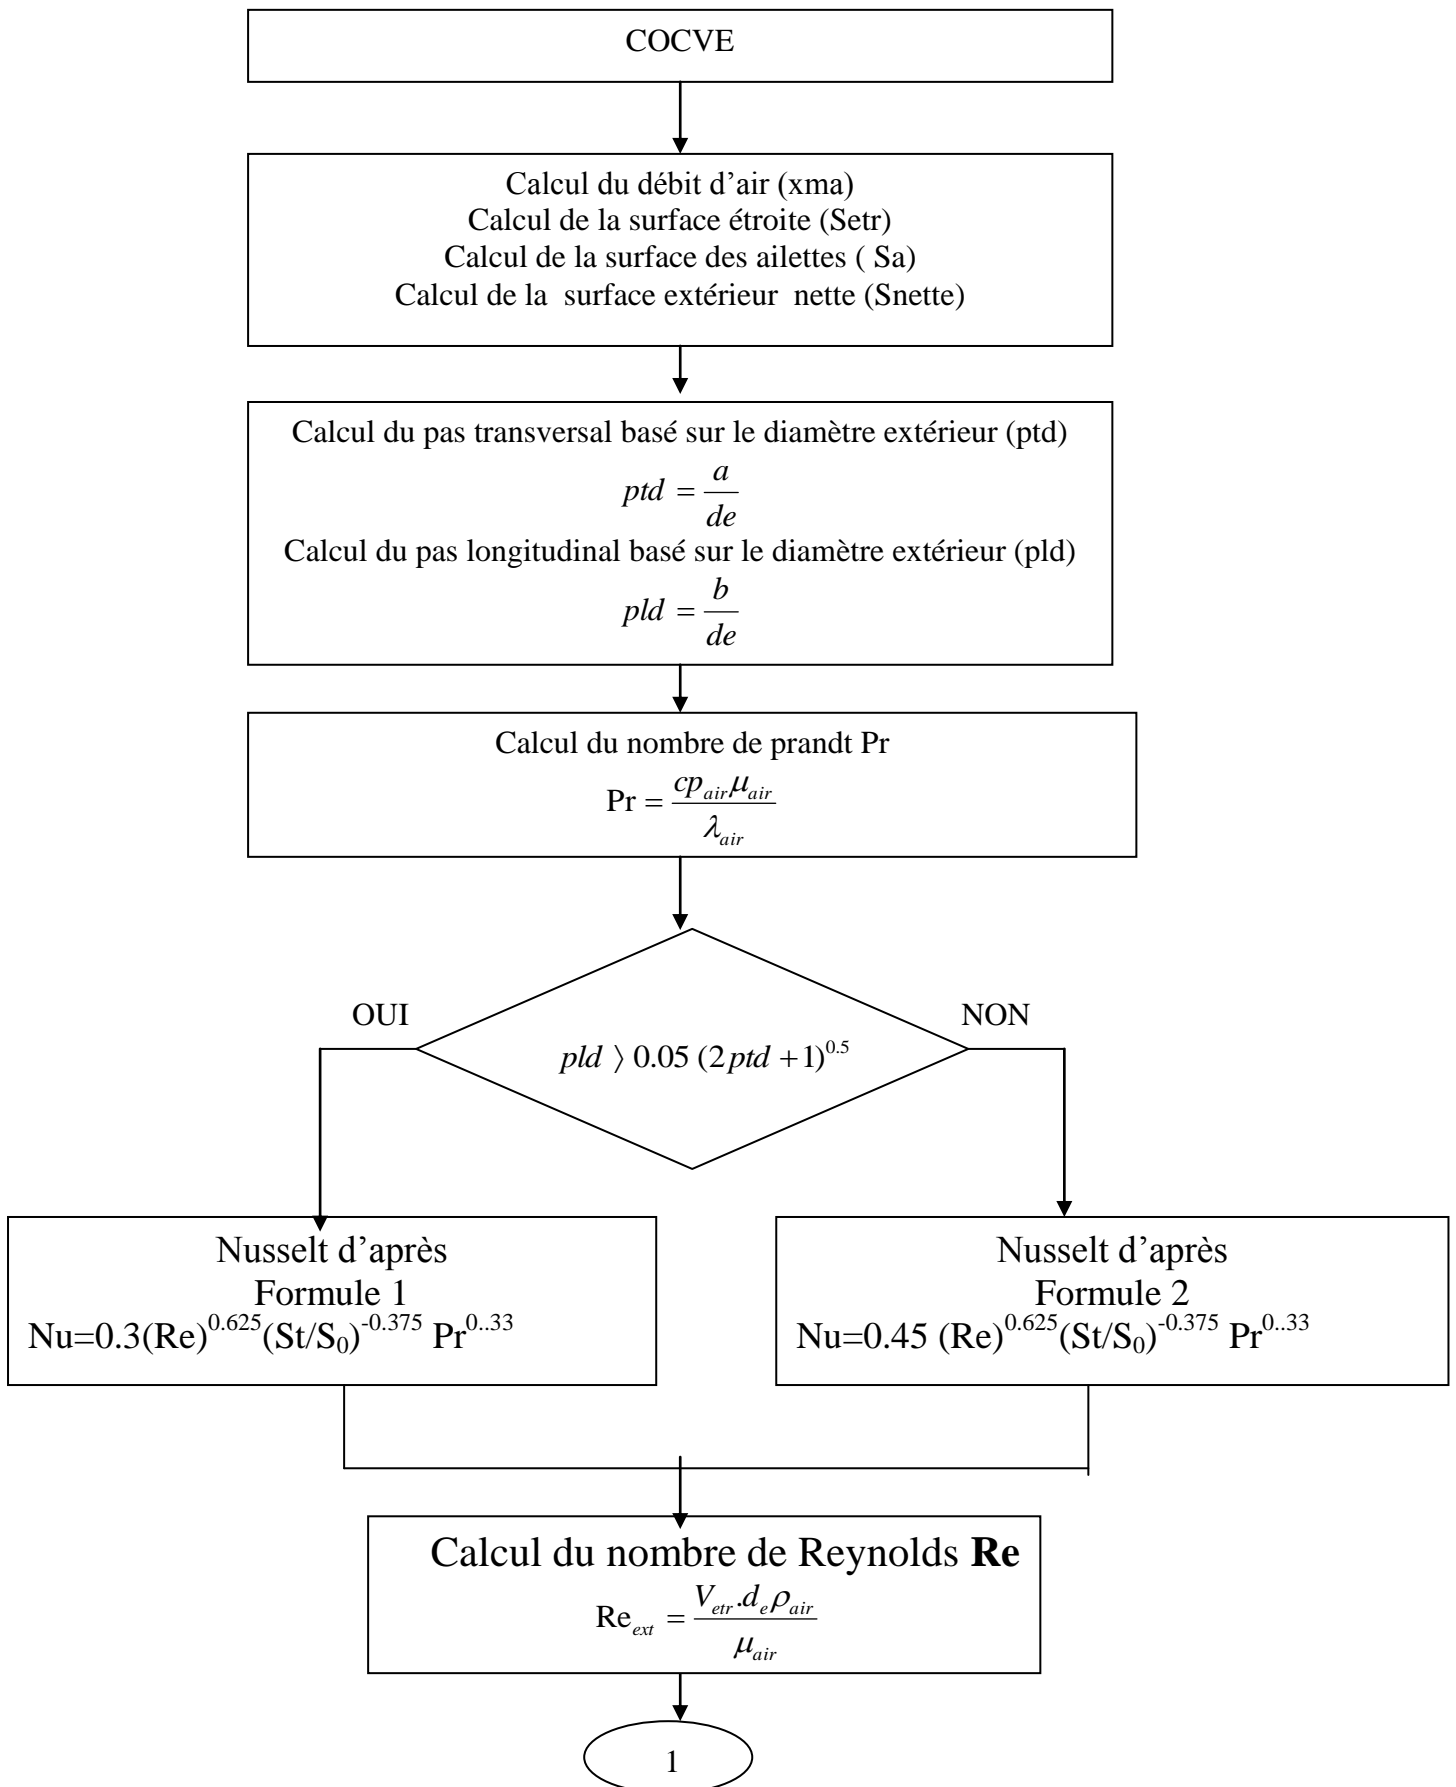 COCVE
Calcul du débit d’air (xma)
Calcul de la surface étroite (Setr)
Calcul de la surface des ailettes ( Sa)
Calcul de la surface extérieur nette (Snette)
Calcul du pas transversal basé sur le diamètre extérieur (ptd)
ptd = a/de
Calcul du pas longitudinal basé sur le diamètre extérieur (pld)
pld = b/de
Calcul du nombre de prandt Pr
Pr = cp_air μ_air / λ_air
OUI
NON
pld 〉 0.05 (2ptd +1)^0.5
Nusselt d’après
Formule 1
Nu=0.3(Re)^0.625(St/S₀)^-0.375 Pr^0..33
Nusselt d’après
Formule 2
Nu=0.45 (Re)^0.625(St/S₀)^-0.375 Pr^0..33
Calcul du nombre de Reynolds Re
Re_ext = V_etr.d_e ρ_air / μ_air
1